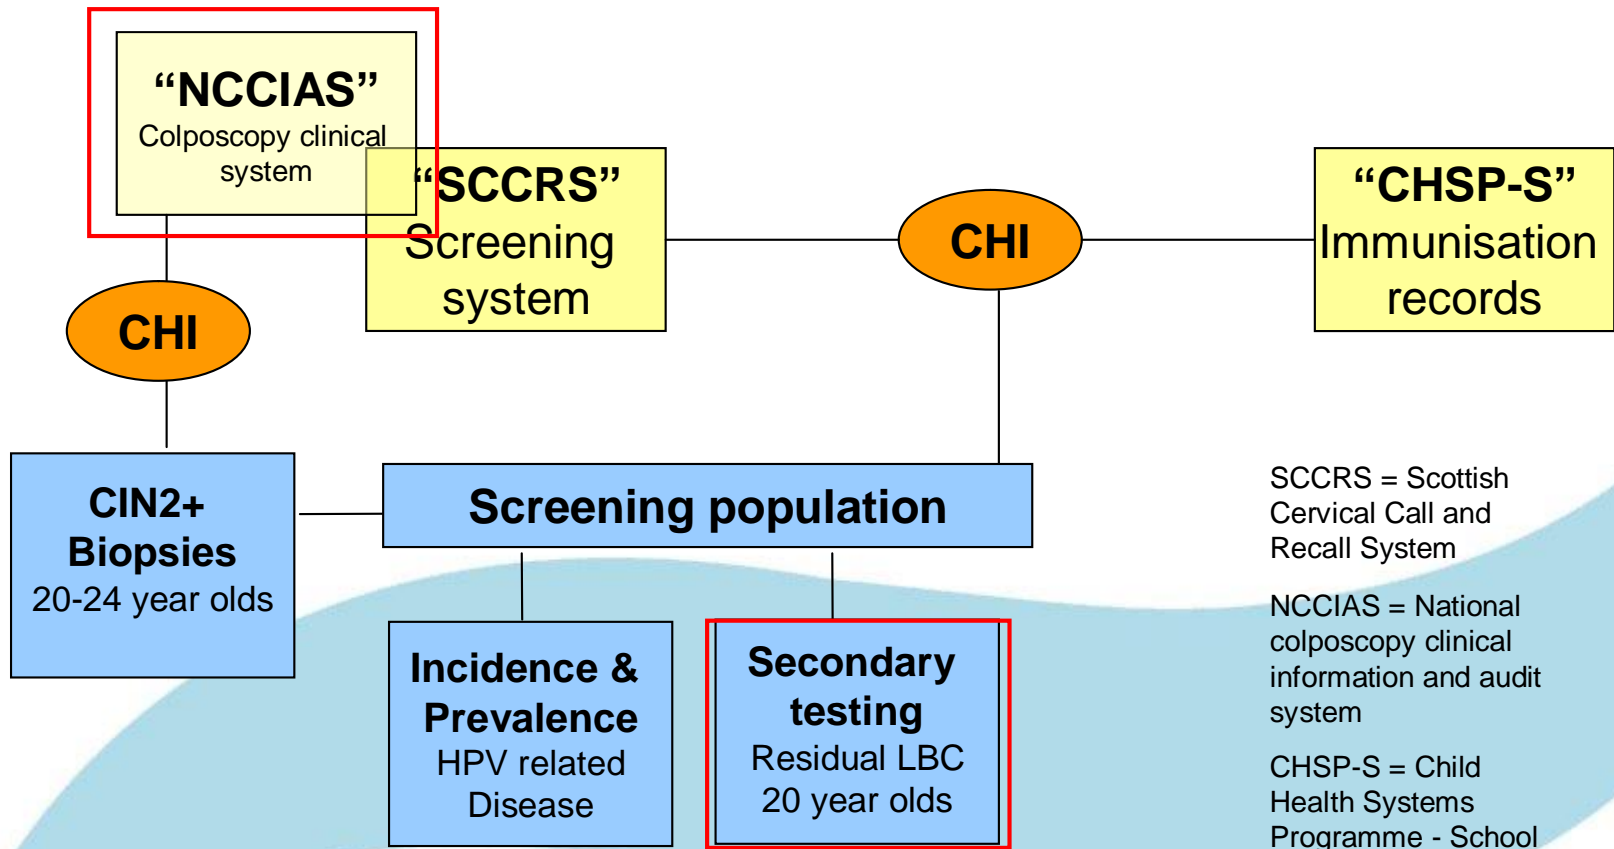 “NCCIAS”
Colposcopy clinical
system
“SCCRS”
Screening
system
CHI
“CHSP-S”
Immunisation
records
CHI
CIN2+
Biopsies
20-24 year olds
Screening population
Incidence &
Prevalence
HPV related
Disease
Secondary
testing
Residual LBC
20 year olds
SCCRS = Scottish
Cervical Call and
Recall System
NCCIAS = National
colposcopy clinical
information and audit
system
CHSP-S = Child
Health Systems
Programme - School